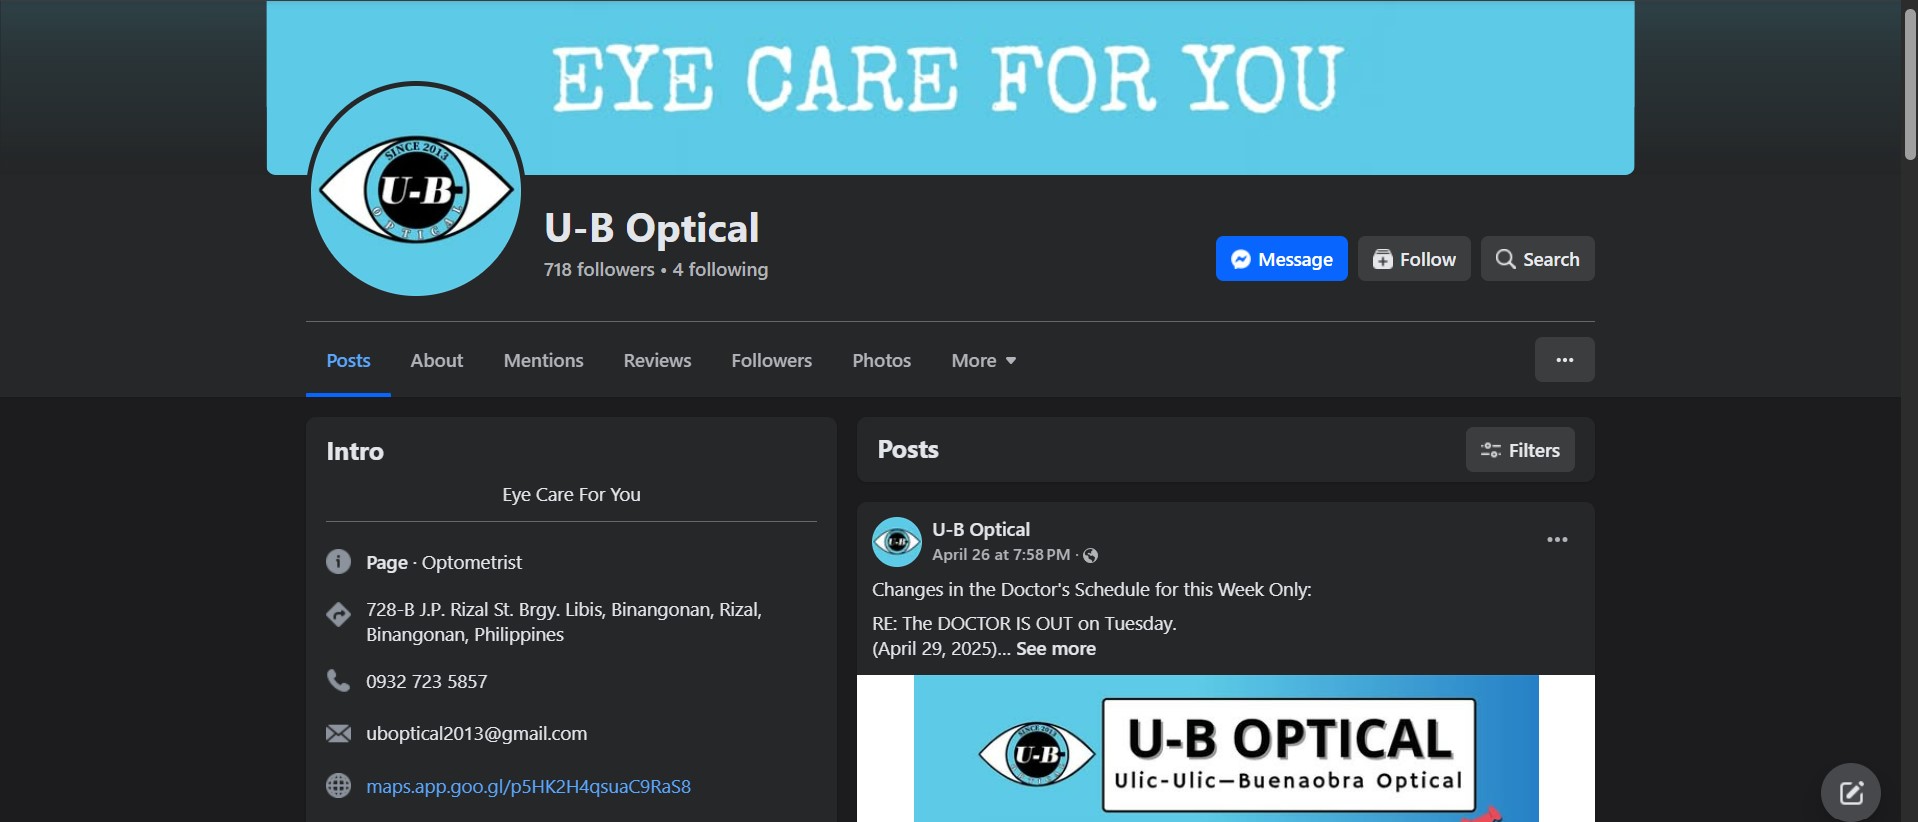 EYE CARE FOR YOU
SINCE 2013
U-B
OPTICAL
U-B Optical
718 followers • 4 following
Message
Follow
Search
Posts
About
Mentions
Reviews
Followers
Photos
More
Intro
Eye Care For You
Page · Optometrist
728-B J.P. Rizal St. Brgy. Libis, Binangonan, Rizal,
Binangonan, Philippines
0932 723 5857
uboptical2013@gmail.com
maps.app.goo.gl/p5HK2H4qsuaC9RaS8
Posts
Filters
U-B
U-B Optical
April 26 at 7:58 PM ·
Changes in the Doctor's Schedule for this Week Only:
RE: The DOCTOR IS OUT on Tuesday.
(April 29, 2025)... See more
SINCE 2013
U-B
OPTICAL
U-B OPTICAL
Ulic-Ulic—Buenaobra Optical